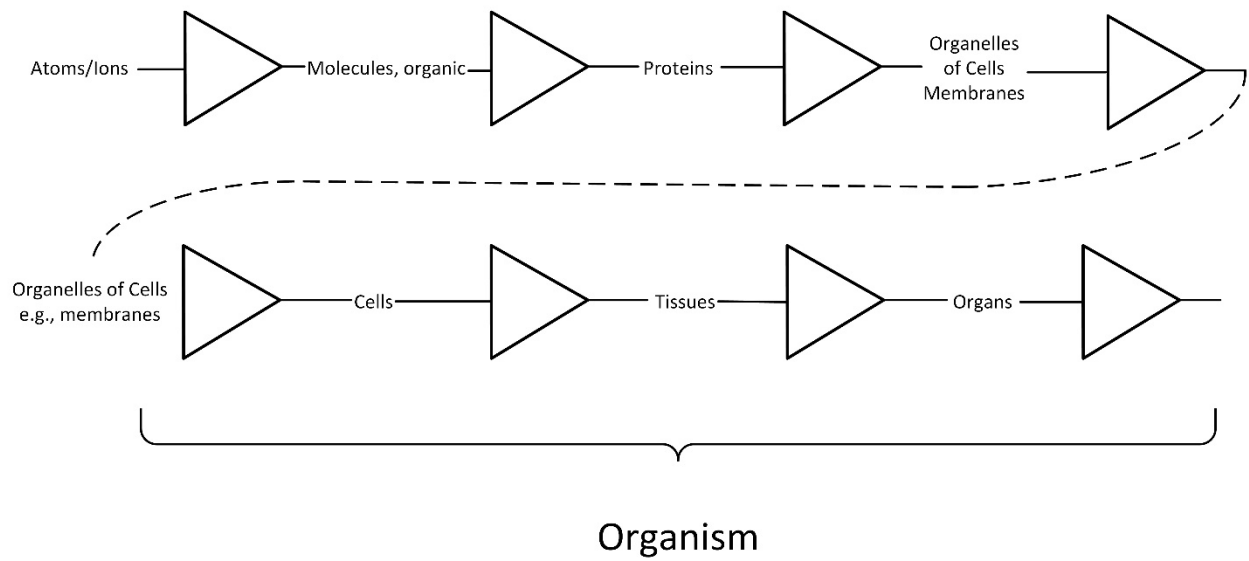 Atoms/Ions
Molecules, organic
Proteins
Organelles
of Cells
Membranes
Organelles of Cells
e.g., membranes
Cells
Tissues
Organs
Organism